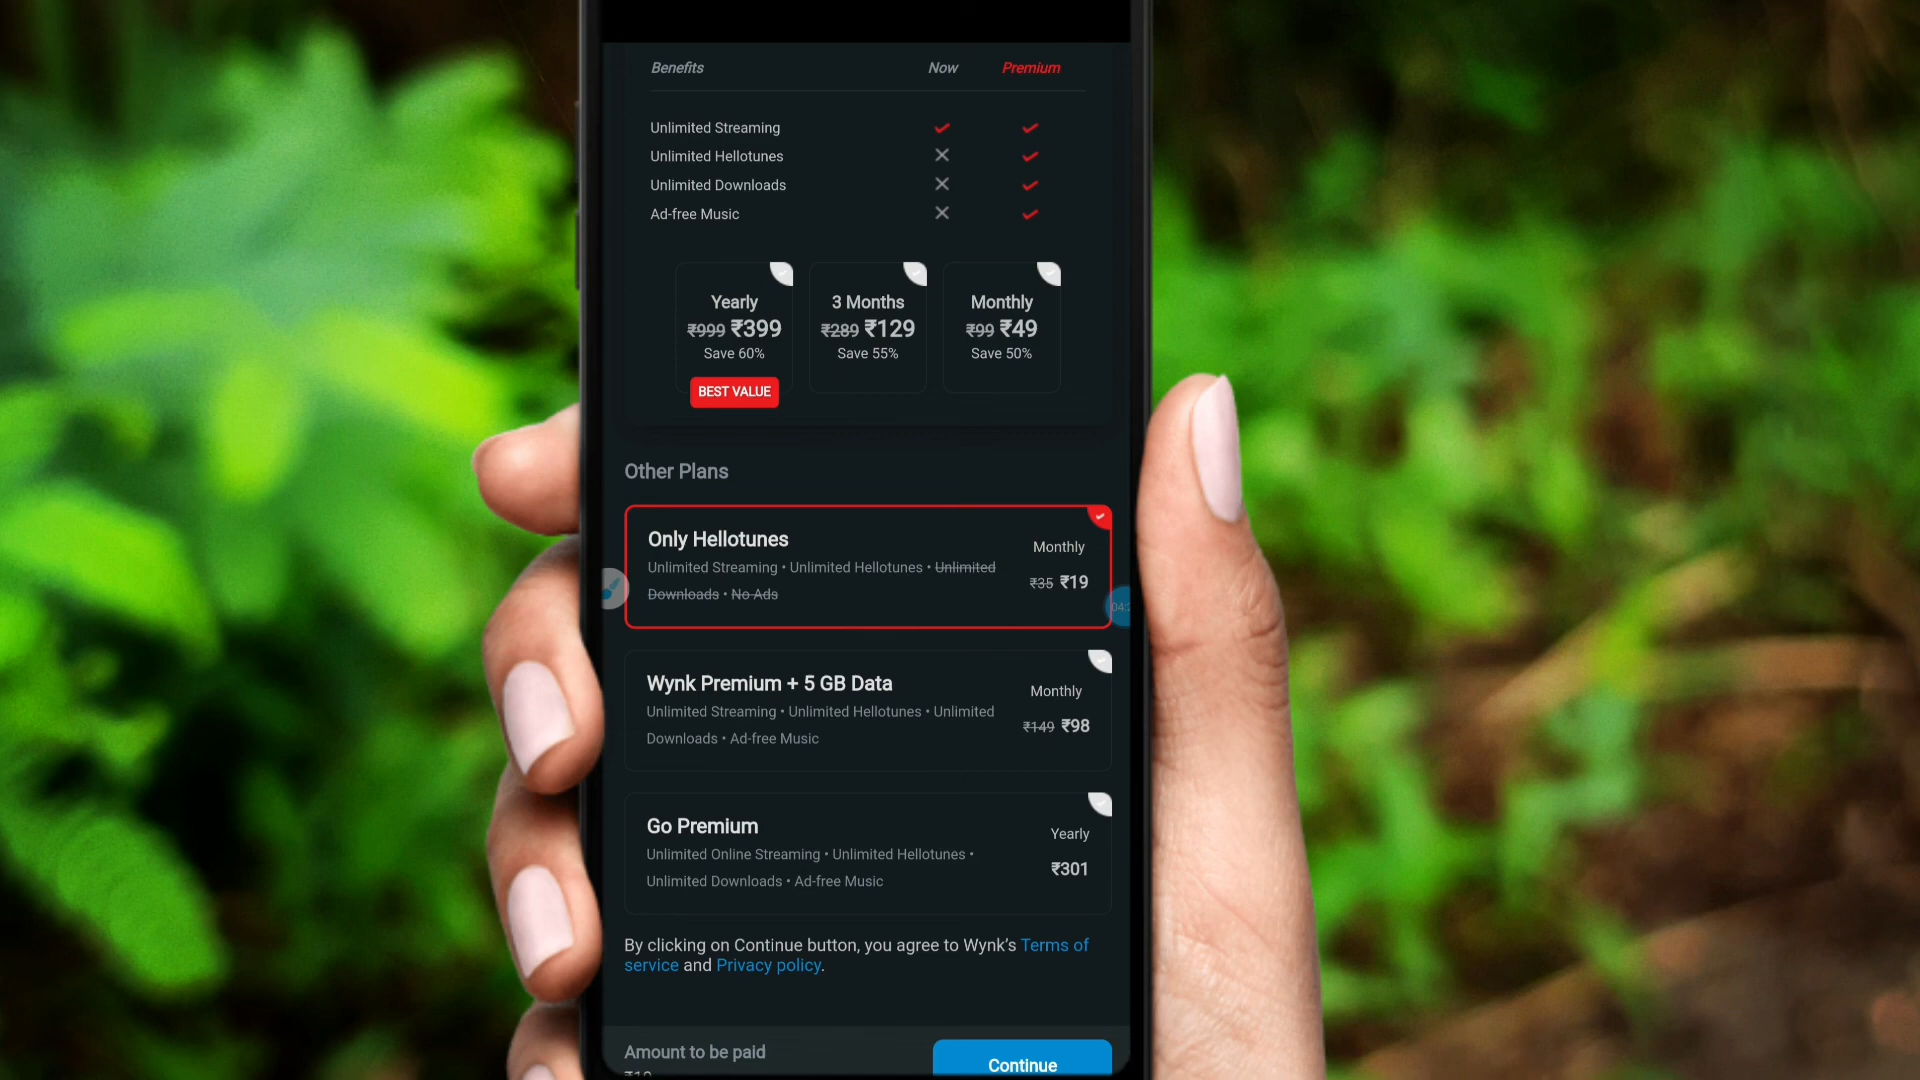 Benefits Now Premium
Unlimited Streaming
Unlimited Hellotunes
Unlimited Downloads
Ad-free Music
Yearly 3 Months Monthly
₹999 ₹399 ₹289 ₹129 ₹99 ₹49
Save 60% Save 55% Save 50%
BEST VALUE
Other Plans
Only Hellotunes
Monthly
Unlimited Streaming • Unlimited Hellotunes • Unlimited
₹35 ₹19
Downloads • No Ads
Wynk Premium + 5 GB Data
Monthly
Unlimited Streaming • Unlimited Hellotunes • Unlimited
₹149 ₹98
Downloads • Ad-free Music
Go Premium
Yearly
Unlimited Online Streaming • Unlimited Hellotunes •
₹301
Unlimited Downloads • Ad-free Music
By clicking on Continue button, you agree to Wynk's Terms of
service and Privacy policy.
Amount to be paid
Continue